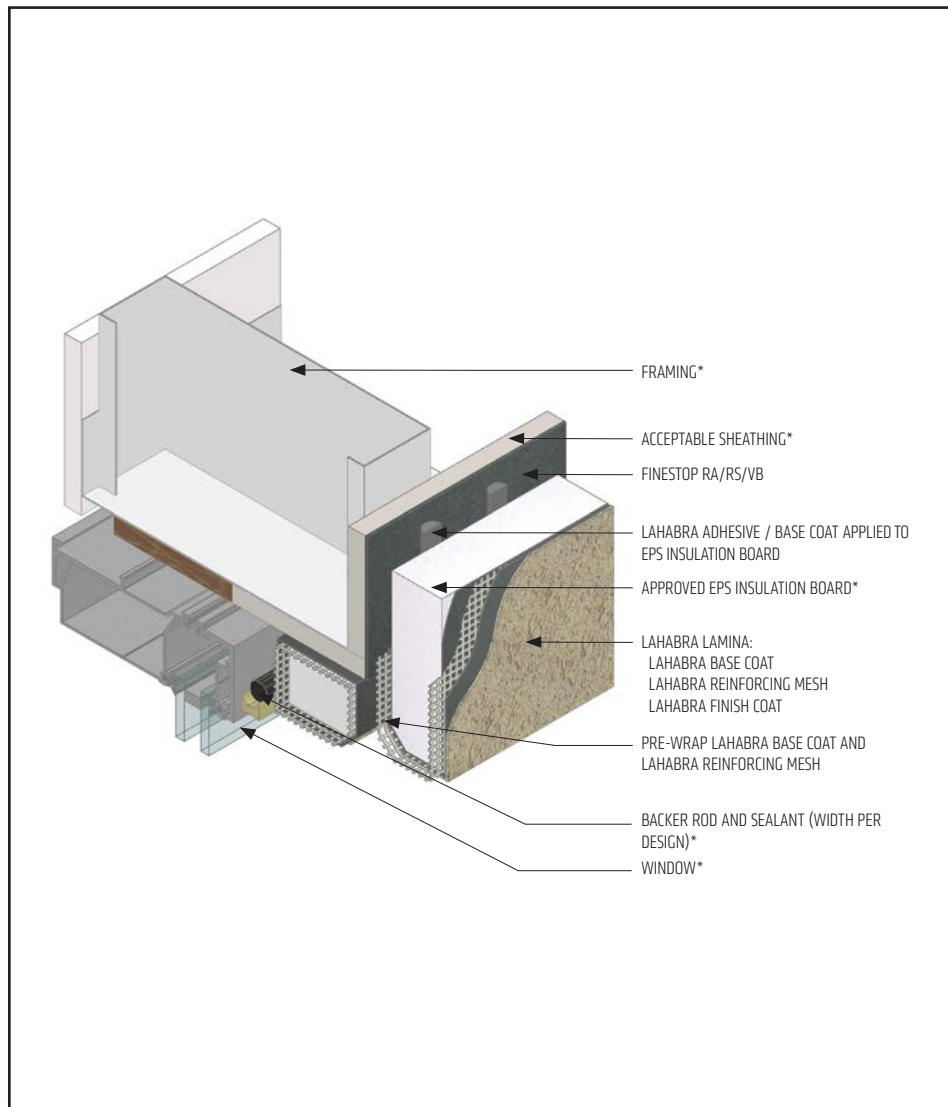 FRAMING*
ACCEPTABLE SHEATHING*
FINESTOP RA/RS/VB
LAHABRA ADHESIVE / BASE COAT APPLIED TO
EPS INSULATION BOARD
APPROVED EPS INSULATION BOARD*
LAHABRA LAMINA:
LAHABRA BASE COAT
LAHABRA REINFORCING MESH
LAHABRA FINISH COAT
PRE-WRAP LAHABRA BASE COAT AND
LAHABRA REINFORCING MESH
BACKER ROD AND SEALANT (WIDTH PER
DESIGN)*
WINDOW*